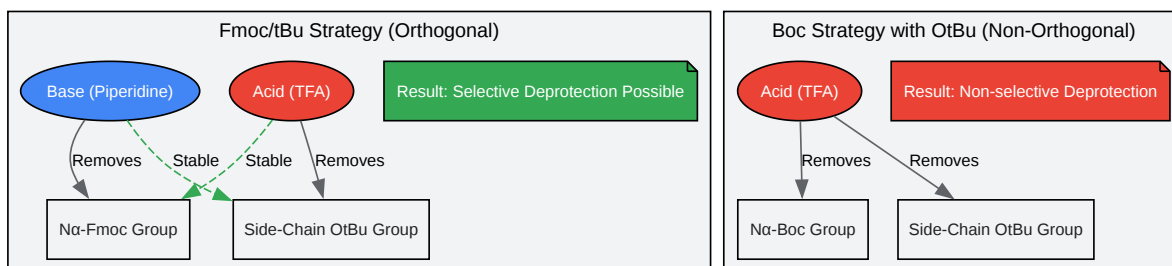 Fmoc/tBu Strategy (Orthogonal)
Base (Piperidine)
Acid (TFA)
Result: Selective Deprotection Possible
Removes
Stable
Stable
Removes
Nα-Fmoc Group
Side-Chain OtBu Group
Boc Strategy with OtBu (Non-Orthogonal)
Acid (TFA)
Result: Non-selective Deprotection
Removes
Removes
Nα-Boc Group
Side-Chain OtBu Group